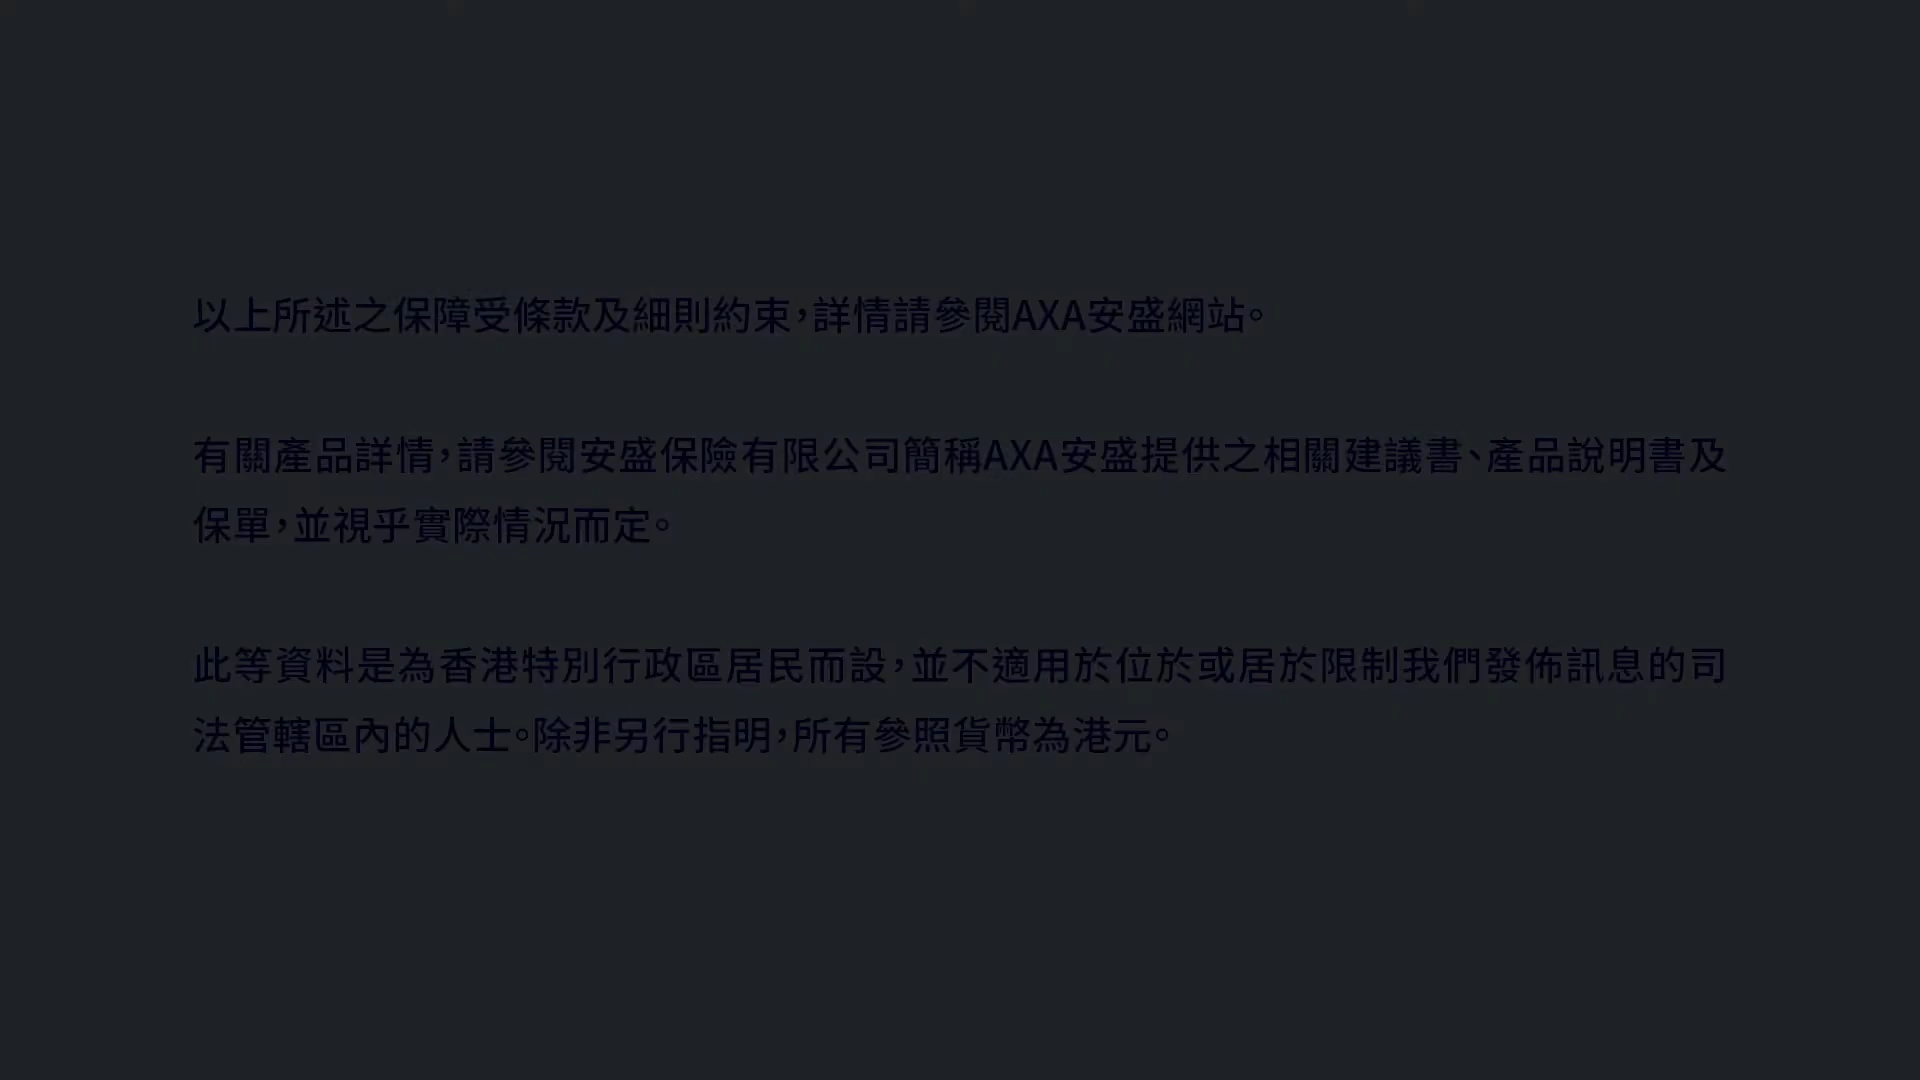 以上所述之保障受條款及細則約束，詳情請參閱AXA安盛網站。
有關產品詳情，請參閱安盛保險有限公司簡稱AXA安盛提供之相關建議書、產品說明書及
保單，並視乎實際情況而定。
此等資料是為香港特別行政區居民而設，並不適用於位於或居於限制我們發佈訊息的司
法管轄區內的人士。除非另行指明，所有參照貨幣為港元。